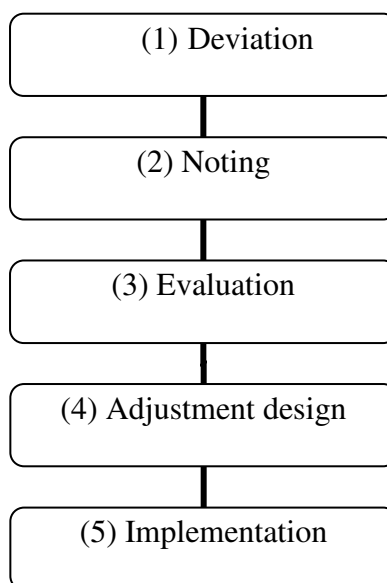 (1) Deviation
(2) Noting
(3) Evaluation
(4) Adjustment design
(5) Implementation